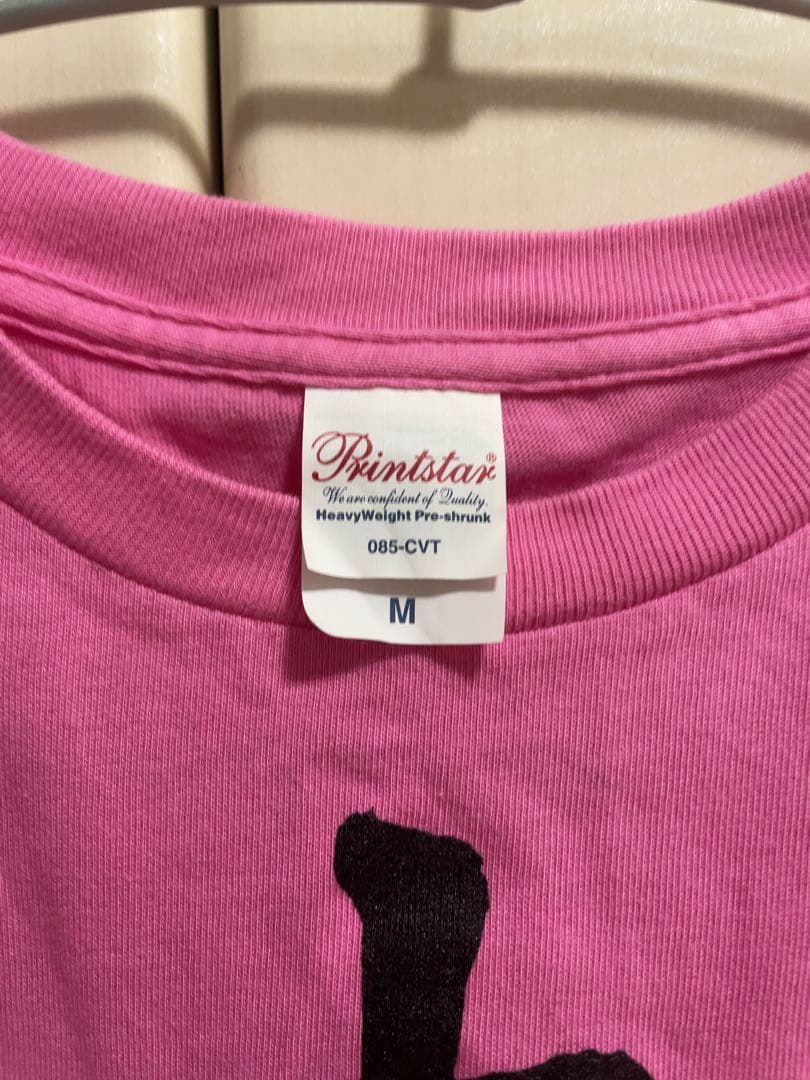 Printstar®
We are confident of Quality.
HeavyWeight Pre-shrunk
085-CVT
M